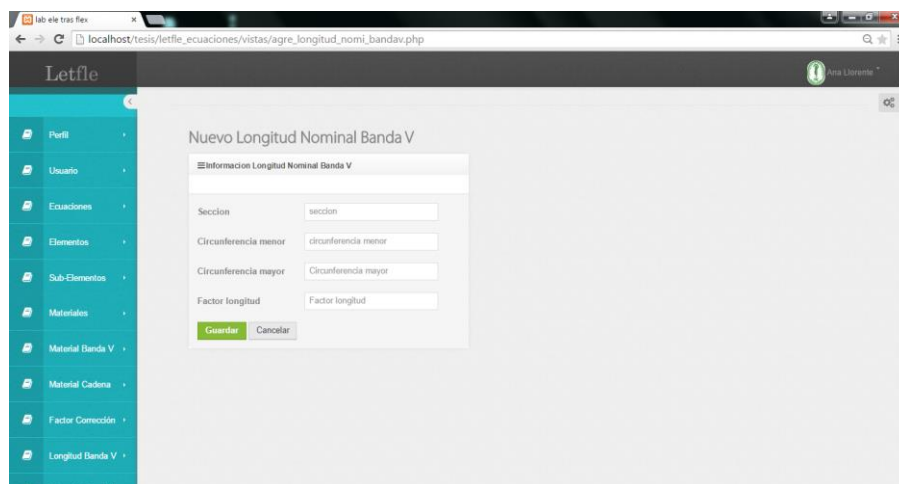 lab ele tras flex
localhost/tesis/letfle_ecuaciones/vistas/agre_longitud_nomi_bandav.php
Letfle
Ana Llorente
Perfil
Usuario
Ecuaciones
Elementos
Sub-Elementos
Materiales
Material Banda V
Material Cadena
Factor Corrección
Longitud Banda V
Nuevo Longitud Nominal Banda V
Informacion Longitud Nominal Banda V
Seccion seccion
Circunferencia menor circunferencia menor
Circunferencia mayor Circunferencia mayor
Factor longitud Factor longitud
Guardar Cancelar